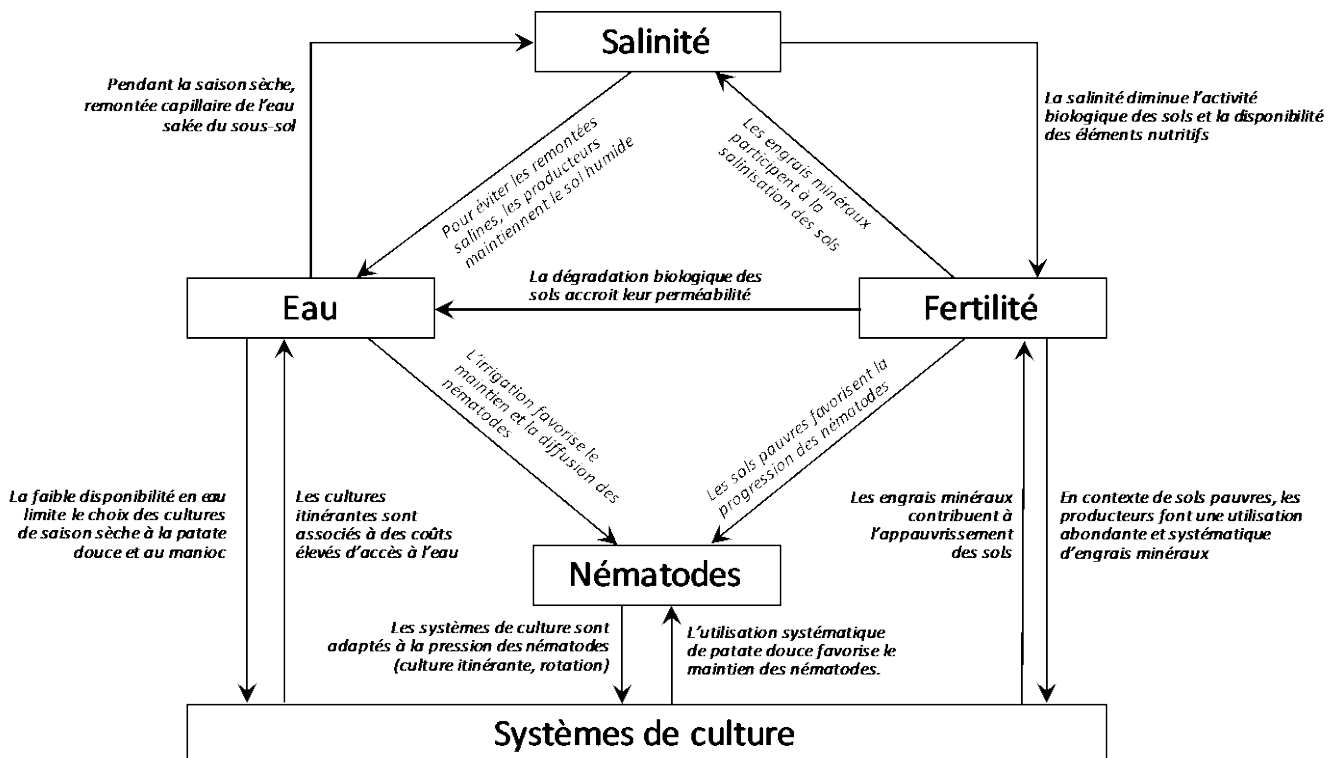 Salinité
Pendant la saison sèche,
remontée capillaire de l'eau
salée du sous-sol
La salinité diminue l'activité
biologique des sols et la disponibilité
des éléments nutritifs
Pour éviter les remontées
salines, les producteurs
maintiennent le sol humide
Les engrais minéraux
participent à la
salinisation des sols
La dégradation biologique des
sols accroit leur perméabilité
Eau
Fertilité
L'irrigation favorise le
maintien et la diffusion des
nématodes
Les sols pauvres favorisent la
progression des nématodes
La faible disponibilité en eau
limite le choix des cultures
de saison sèche à la patate
douce et au manioc
Les cultures
itinérantes sont
associés à des coûts
élevés d'accès à l'eau
Les engrais minéraux
contribuent à
l'appauvrissement
des sols
En contexte de sols pauvres, les
producteurs font une utilisation
abondante et systématique
d'engrais minéraux
Nématodes
Les systèmes de culture sont
adaptés à la pression des nématodes
(culture itinérante, rotation)
L'utilisation systématique
de patate douce favorise le
maintien des nématodes.
Systèmes de culture